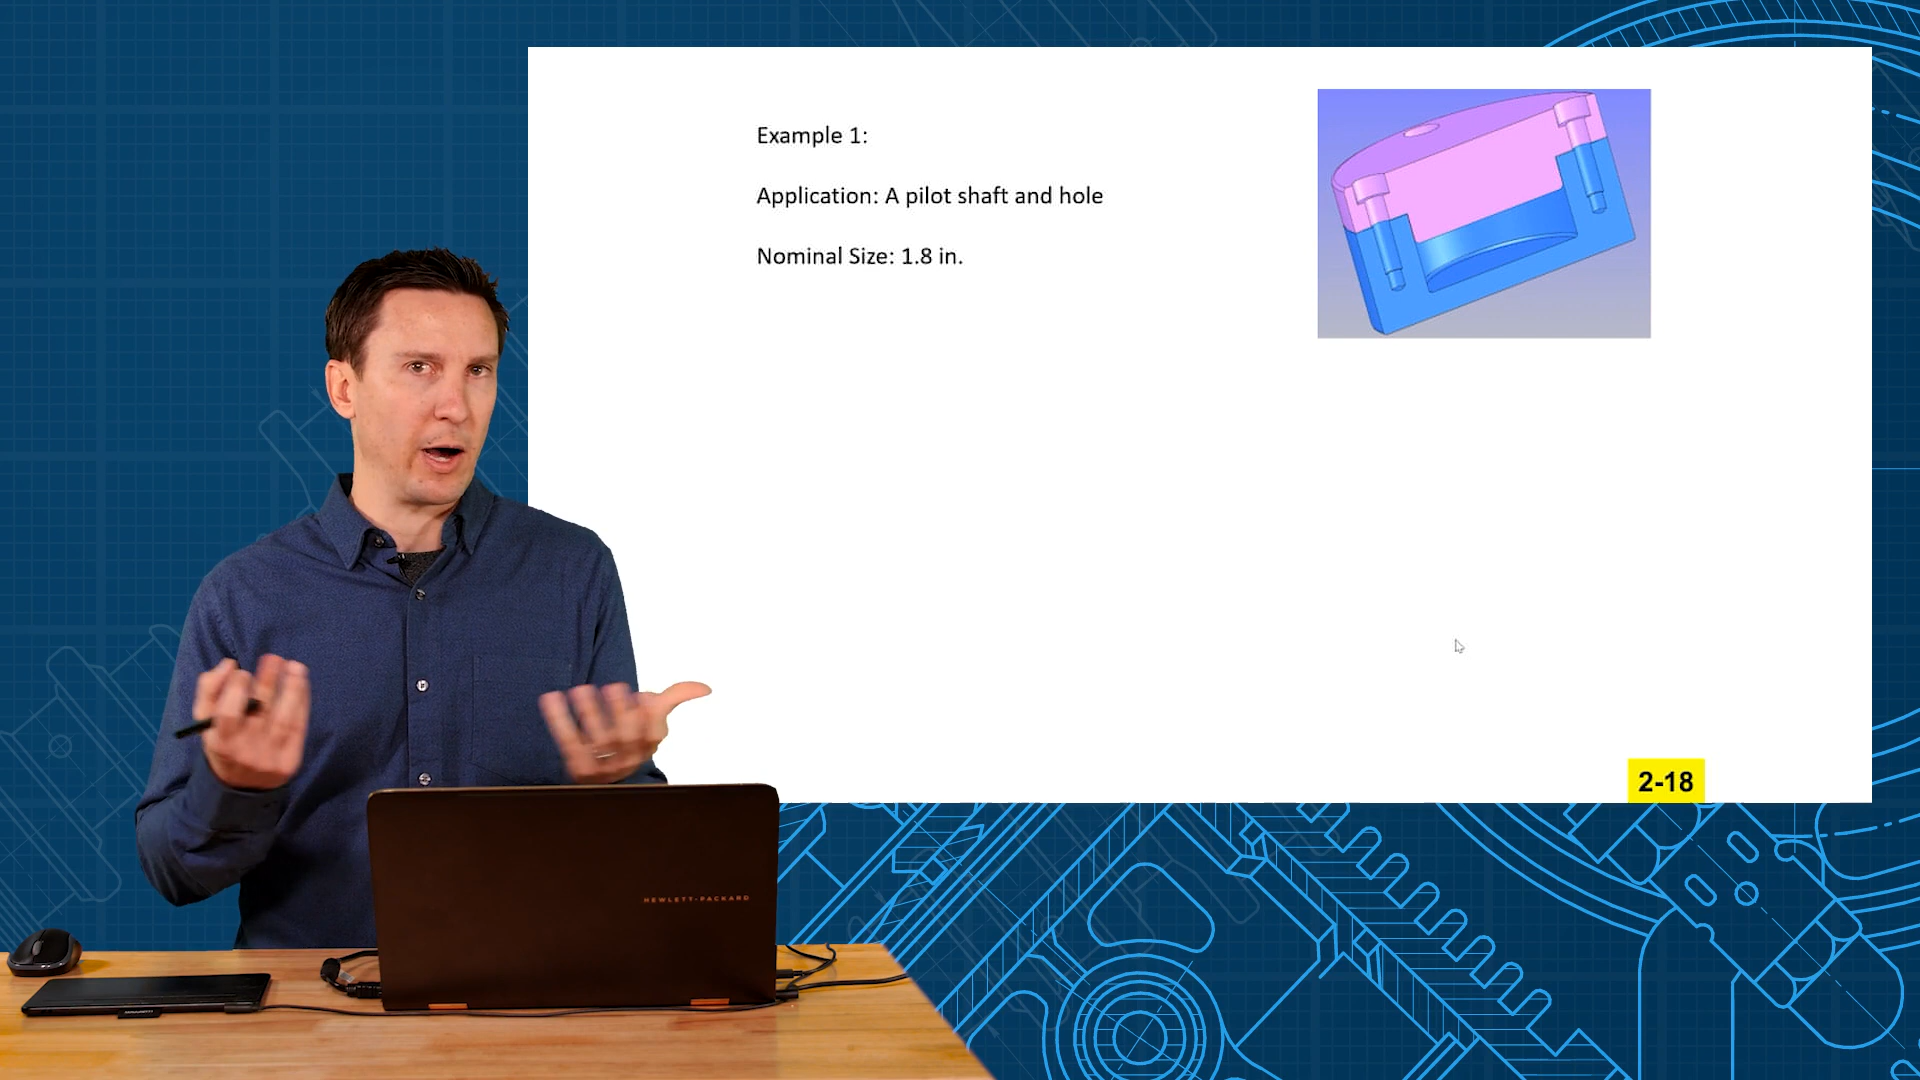 Example 1:
Application: A pilot shaft and hole
Nominal Size: 1.8 in.
2-18
HEWLETT-PACKARD